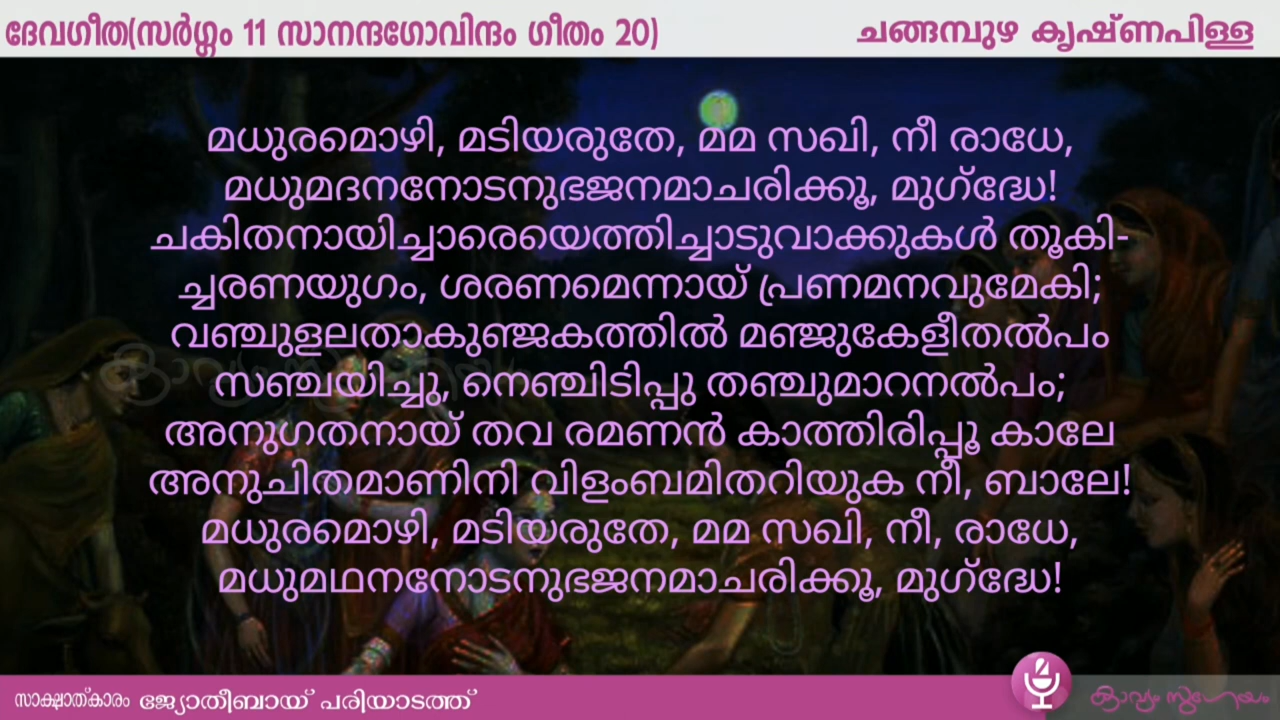 ദേവഗീത(സർഗ്ഗം 11 സാനന്ദഗോവിന്ദം ഗീതം 20)
ചങ്ങമ്പുഴ കൃഷ്ണപിള്ള
മധുരമൊഴി, മടിയരുതേ, മമ സഖി, നീ രാധേ,
മധുമദനനോടനുഭജനമാചരിക്കൂ, മുഗ്ദ്ധേ!
ചകിതനായിച്ചാരെയെത്തിച്ചാടുവാക്കുകൾ തൂകി-
ച്ചരണയുഗം, ശരണമെന്നായ് പ്രണമനവുമേകി;
വഞ്ചുളലതാകുഞ്ജകത്തിൽ മഞ്ജുകേളീതൽപം
സഞ്ചയിച്ചു, നെഞ്ചിടിപ്പു തഞ്ചുമാറനൽപം;
അനുഗതനായ് തവ രമണൻ കാത്തിരിപ്പൂ കാലേ
അനുചിതമാണിനി വിളംബമിതറിയുക നീ, ബാലേ!
മധുരമൊഴി, മടിയരുതേ, മമ സഖി, നീ, രാധേ,
മധുമഥനനോടനുഭജനമാചരിക്കൂ, മുഗ്ദ്ധേ!
സാക്ഷാത്കാരം ജ്യോതീബായ് പരിയാടത്ത്
കാവ്യം സുഗേയം